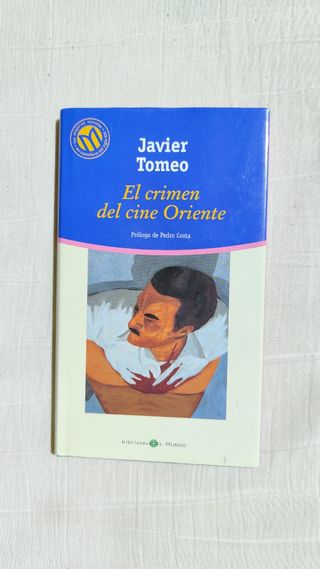 Javier
Tomeo
El crimen
del cine Oriente
Prólogo de Pedro Costa
biblioteca EL MUNDO